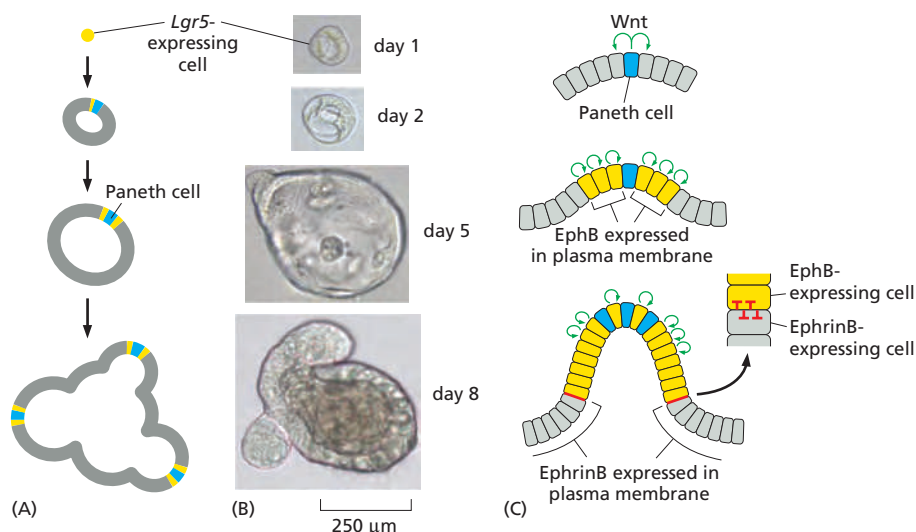 (A)
Lgr5-
expressing
cell
Paneth cell
(B)
day 1
day 2
day 5
day 8
250 µm
(C)
Wnt
Paneth cell
EphB expressed
in plasma membrane
EphB-
expressing cell
EphrinB-
expressing cell
EphrinB expressed in
plasma membrane